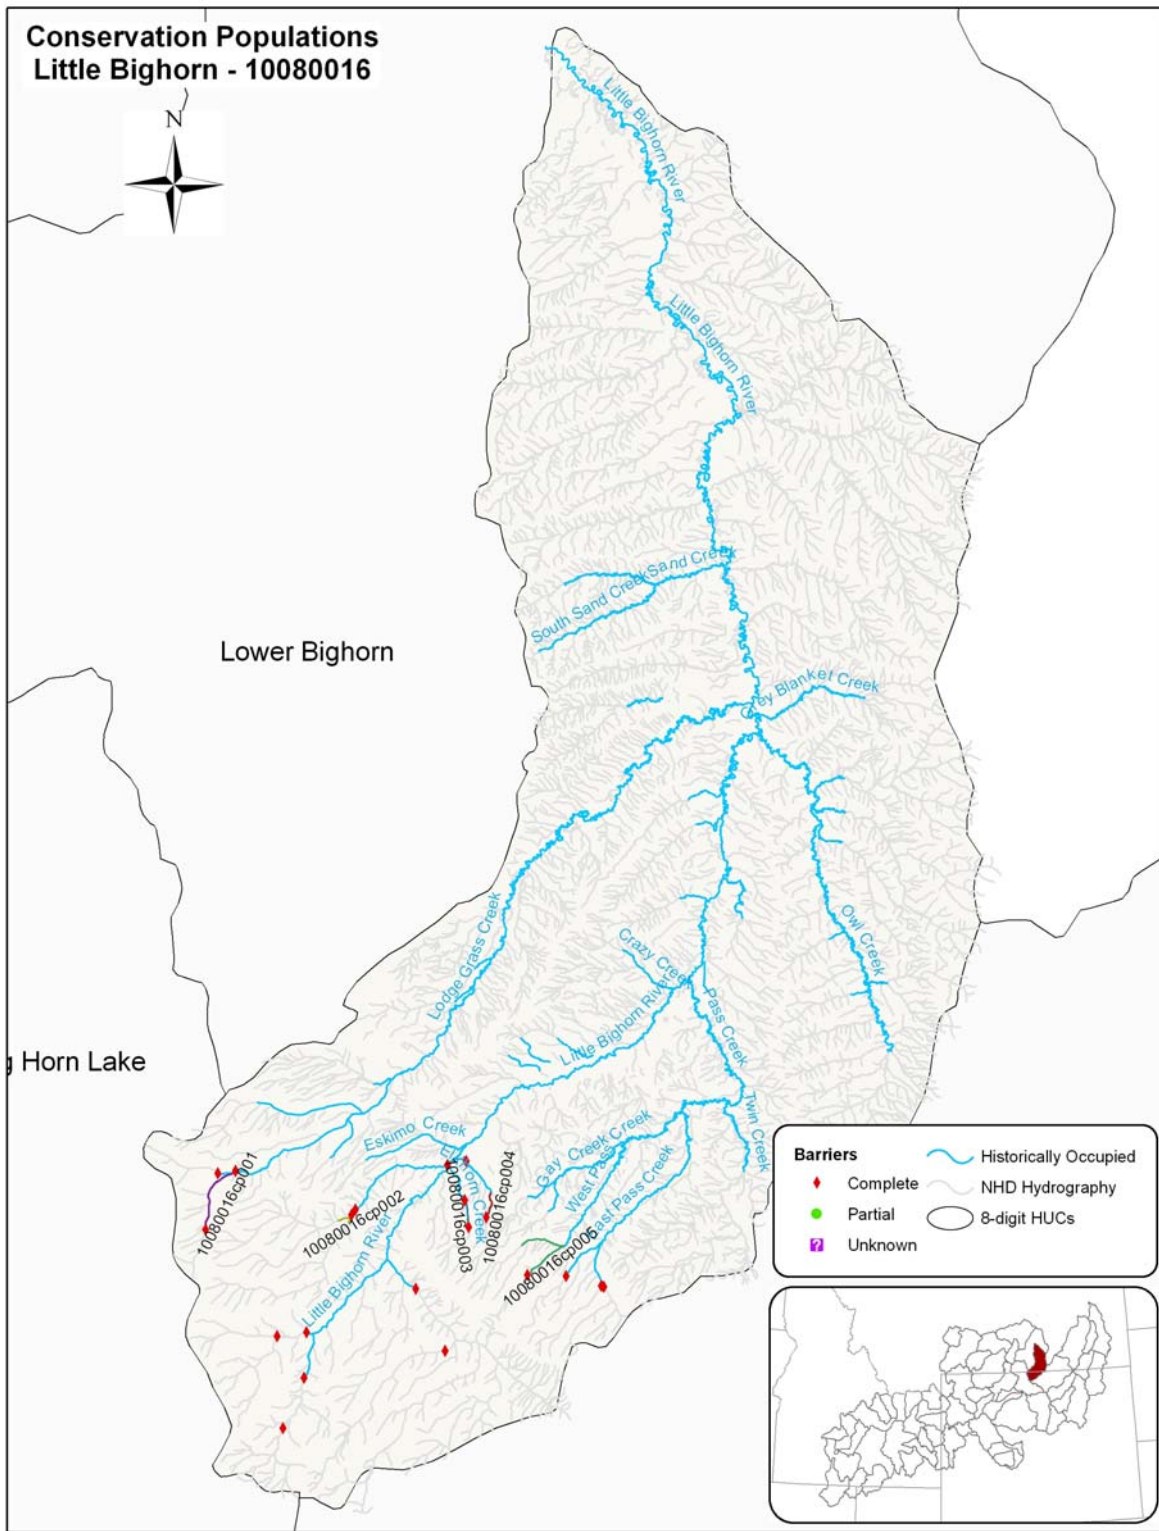 Conservation Populations
Little Bighorn - 10080016
N
Little Bighorn River
Little Bighorn River
Sand Creek
South Sand Creek
Lower Bighorn
Grey Blanket Creek
Owl Creek
Lodge Grass Creek
Crazy Creek
Little Bighorn River
Pass Creek
g Horn Lake
Twin Creek
Eskimo Creek
Gay Creek Creek
West Pass
East Pass Creek
Elkhorn Creek
10080016cp001
10080016cp002
10080016cp003
10080016cp004
10080016cp005
Little Bighorn River
Barriers
Complete
Partial
? Unknown
Historically Occupied
NHD Hydrography
8-digit HUCs